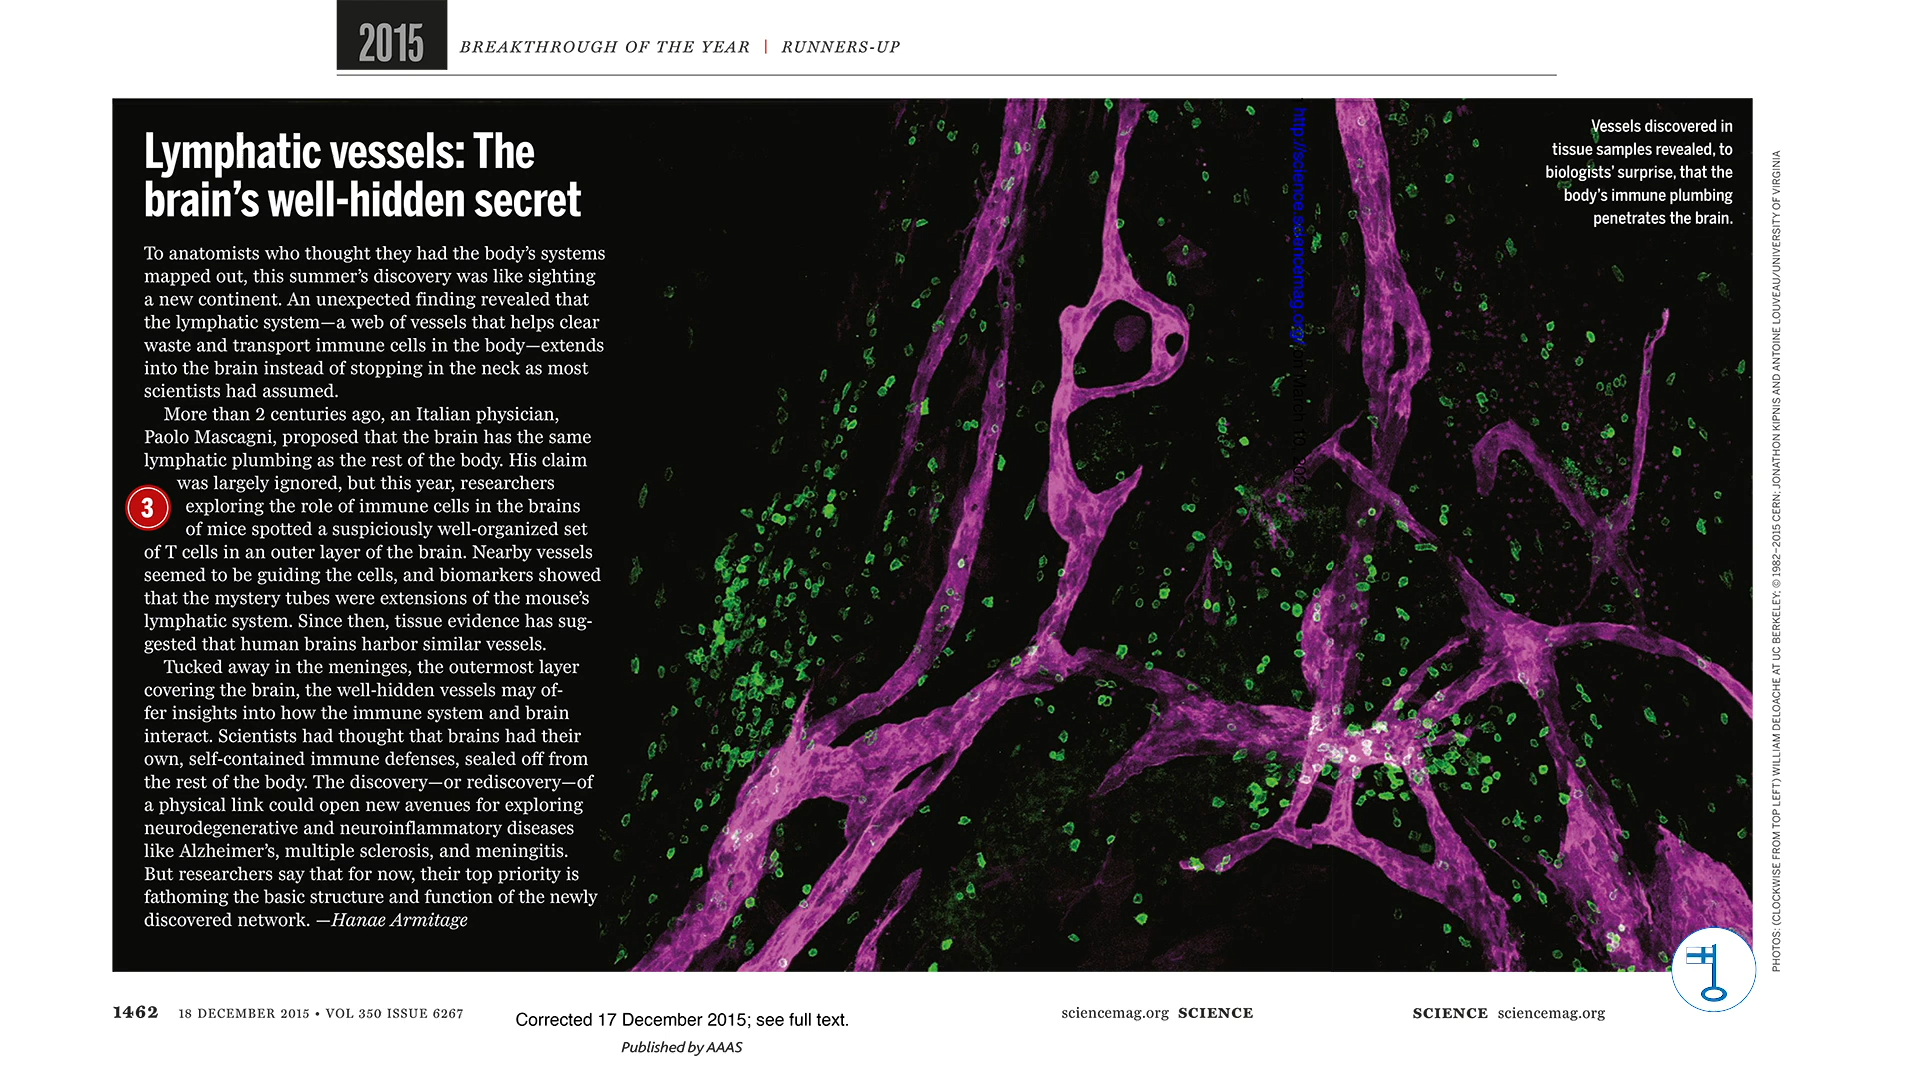 2015 BREAKTHROUGH OF THE YEAR | RUNNERS-UP
Lymphatic vessels: The
brain's well-hidden secret
To anatomists who thought they had the body's systems
mapped out, this summer's discovery was like sighting
a new continent. An unexpected finding revealed that
the lymphatic system—a web of vessels that helps clear
waste and transport immune cells in the body—extends
into the brain instead of stopping in the neck as most
scientists had assumed.
More than 2 centuries ago, an Italian physician,
Paolo Mascagni, proposed that the brain has the same
lymphatic plumbing as the rest of the body. His claim
was largely ignored, but this year, researchers
3 exploring the role of immune cells in the brains
of mice spotted a suspiciously well-organized set
of T cells in an outer layer of the brain. Nearby vessels
seemed to be guiding the cells, and biomarkers showed
that the mystery tubes were extensions of the mouse's
lymphatic system. Since then, tissue evidence has sug-
gested that human brains harbor similar vessels.
Tucked away in the meninges, the outermost layer
covering the brain, the well-hidden vessels may of-
fer insights into how the immune system and brain
interact. Scientists had thought that brains had their
own, self-contained immune defenses, sealed off from
the rest of the body. The discovery—or rediscovery—of
a physical link could open new avenues for exploring
neurodegenerative and neuroinflammatory diseases
like Alzheimer's, multiple sclerosis, and meningitis.
But researchers say that for now, their top priority is
fathoming the basic structure and function of the newly
discovered network. —Hanae Armitage
http://science.sciencemag.org/
Vessels discovered in
tissue samples revealed, to
biologists' surprise, that the
body's immune plumbing
penetrates the brain.
PHOTOS: (CLOCKWISE FROM TOP LEFT) WILLIAM DELOACHE AT UC BERKELEY; © 1982–2015 CERN; JONATHON KIPNIS AND ANTOINE LOUVEAU/UNIVERSITY OF VIRGINIA
1462 18 DECEMBER 2015 • VOL 350 ISSUE 6267
Corrected 17 December 2015; see full text.
Published by AAAS
sciencemag.org SCIENCE
SCIENCE sciencemag.org